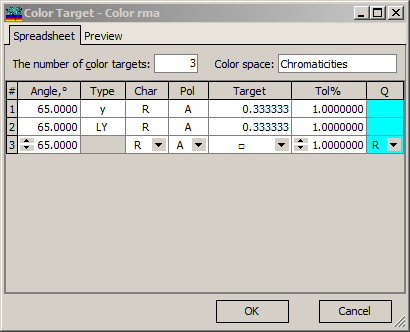 Color Target - Color rma
Spreadsheet Preview
The number of color targets: 3 Color space: Chromaticities
# Angle,° Type Char Pol Target Tol% Q
1 65.0000 y R A 0.333333 1.0000000
2 65.0000 LY R A 0.333333 1.0000000
3 65.0000 R A 1.0000000 R
OK Cancel